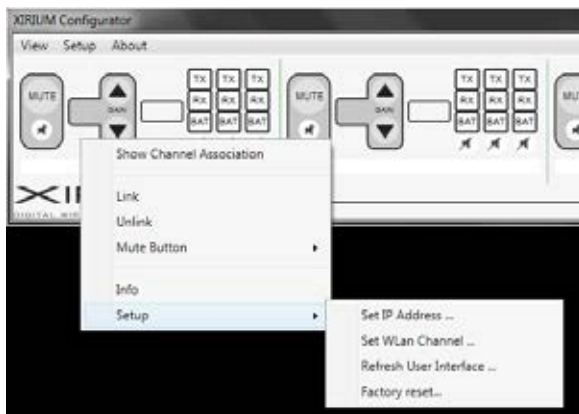 XIRIUM Configurator
View Setup About
MUTE
GAIN
TX TX TX
RX RX RX
BAT BAT BAT
MUTE
GAIN
TX TX TX
RX RX RX
BAT BAT BAT
Show Channel Association
Link
Unlink
Mute Button
Info
Setup
Set IP Address ...
Set WLan Channel ...
Refresh User Interface ...
Factory reset...